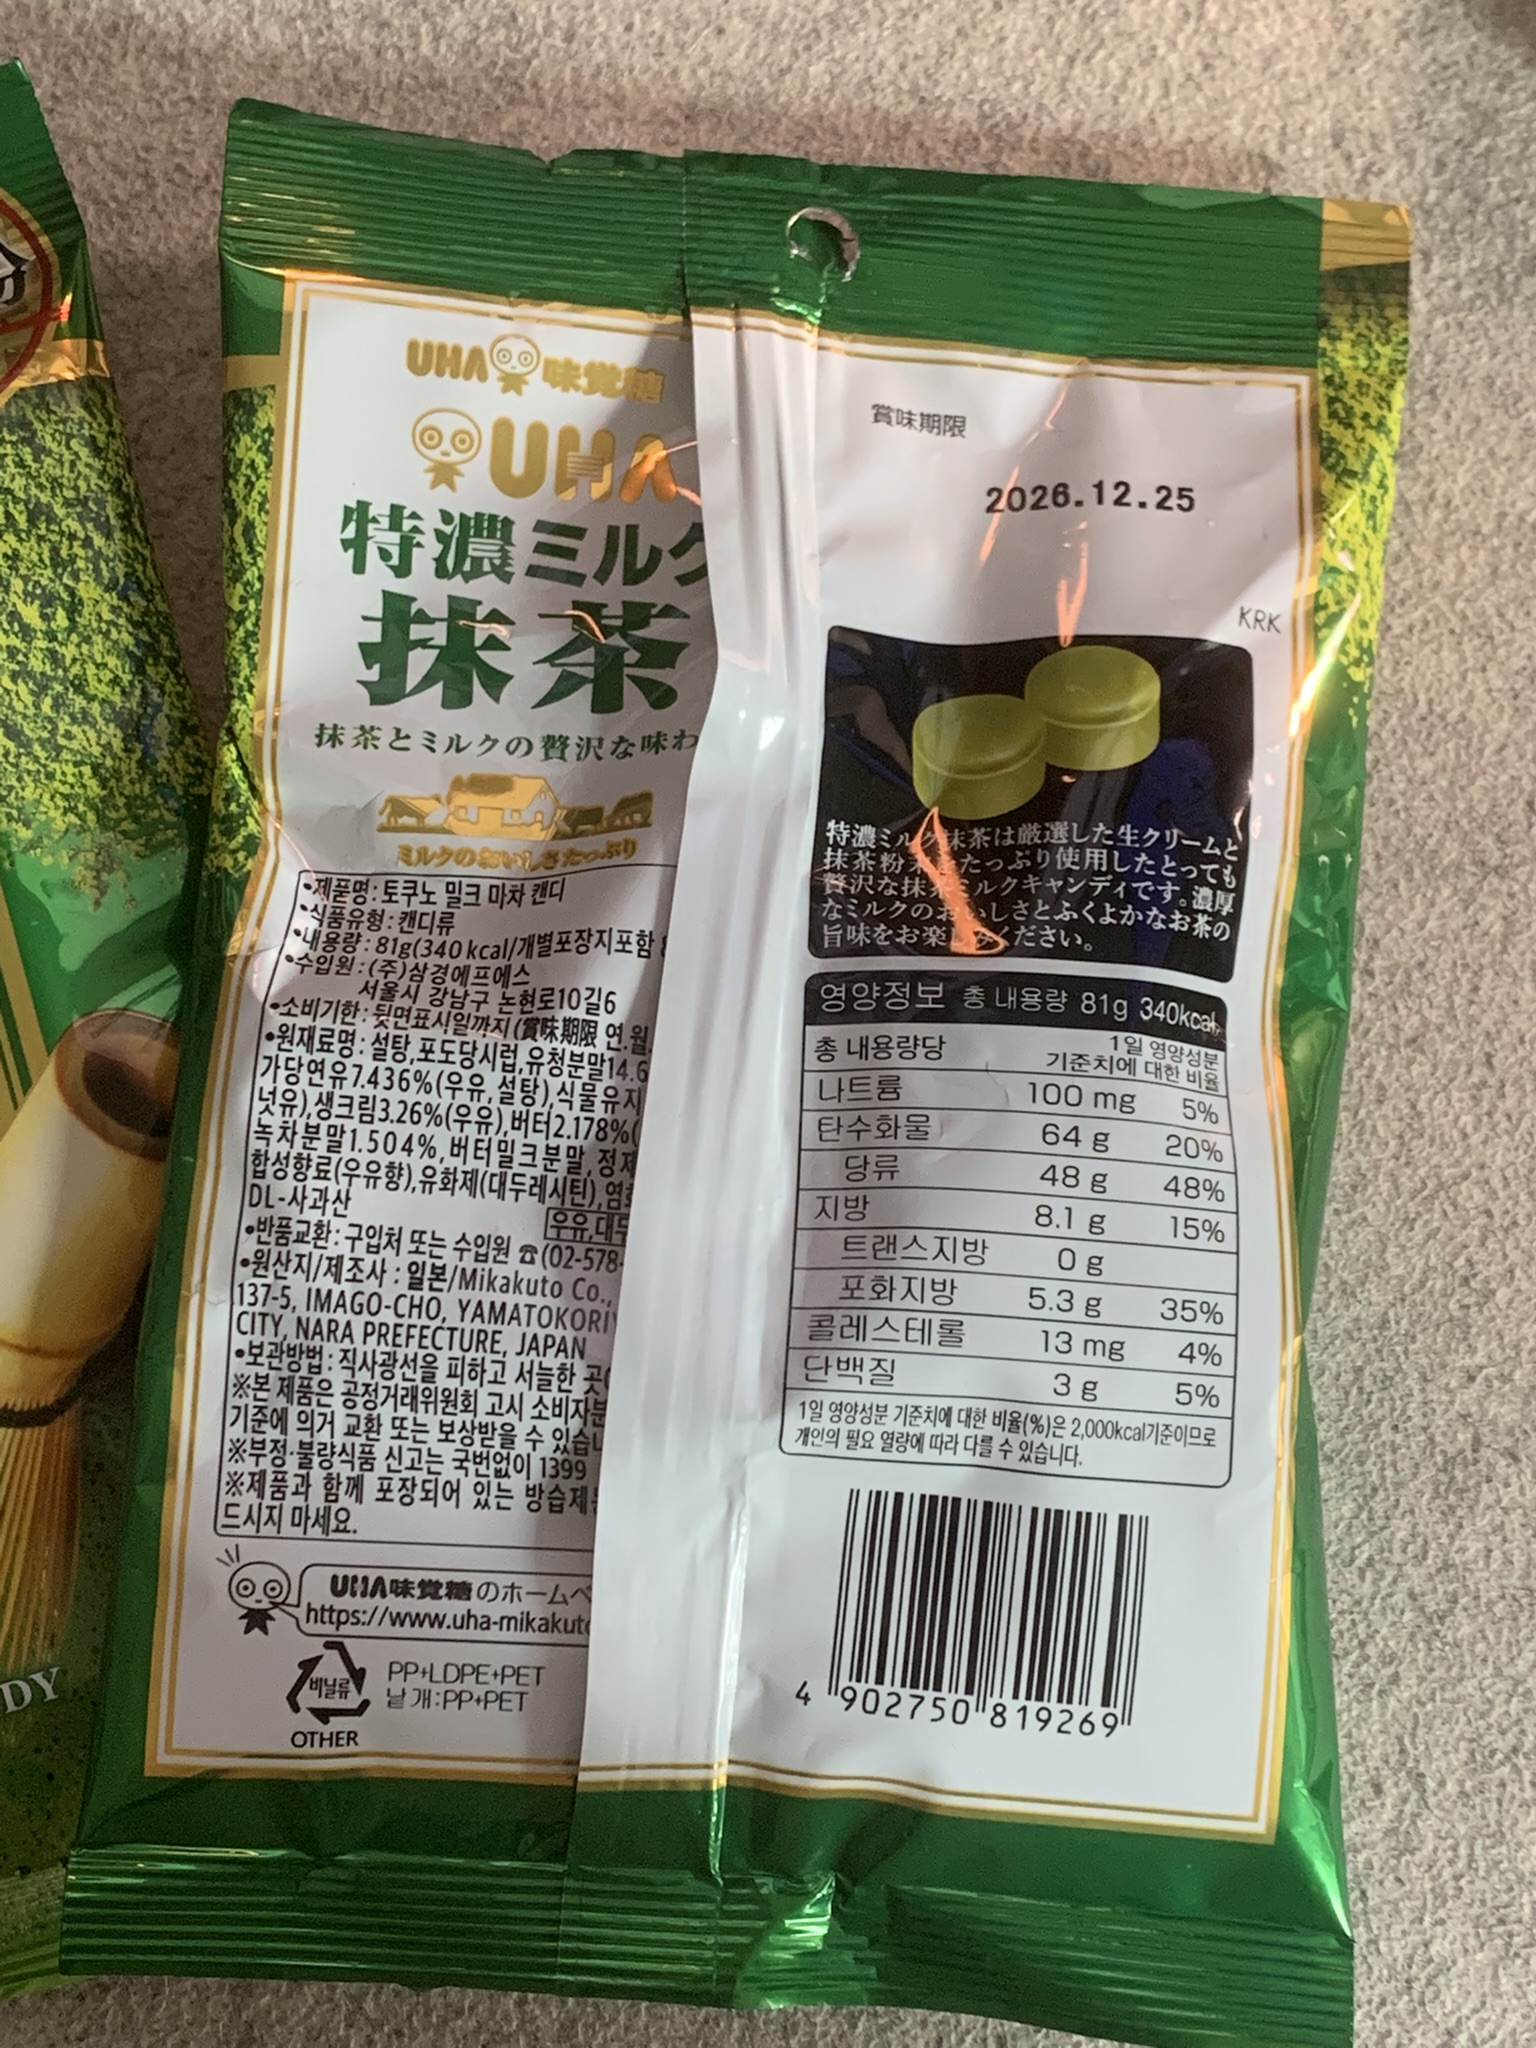 UHA味覚糖
UHA
特濃ミルク
抹茶
抹茶とミルクの贅沢な味わ
ミルクのおいしさたっぷり
•제품명: 토쿠노 밀크 마차 캔디
•식품유형: 캔디류
•내용량: 81g(340 kcal/개별포장지포함
•수입원: (주)삼경에프에스
서울시 강남구 논현로10길6
•소비기한: 뒷면표시일까지(賞味期限 연.월.
•원재료명: 설탕,포도당시럽,유청분말14.6
가당연유7.436%(우유,설탕),식물유지
넛유),생크림3.26%(우유),버터2.178%(
녹차분말1.504%,버터밀크분말,정제
합성향료(우유향),유화제(대두레시틴),염화
DL-사과산
우유,대두
•반품교환: 구입처 또는 수입원 ☎(02-578-
•원산지/제조사: 일본/Mikakuto Co.,
137-5, IMAGO-CHO, YAMATOKORIY
CITY, NARA PREFECTURE, JAPAN
•보관방법: 직사광선을 피하고 서늘한 곳
※본 제품은 공정거래위원회 고시 소비자분
기준에 의거 교환 또는 보상받을 수 있습니
※부정·불량식품 신고는 국번없이 1399
※제품과 함께 포장되어 있는 방습제
드시지 마세요.
UHA味覚糖のホームペ
https://www.uha-mikakuto
비닐류
PP+LDPE+PET
낱개:PP+PET
OTHER
賞味期限
2026.12.25
KRK
特濃ミルク抹茶は厳選した生クリームと
抹茶粉末をたっぷり使用したとっても
贅沢な抹茶ミルクキャンディです。濃厚
なミルクのおいしさとふくよかなお茶の
旨味をお楽しみください。
영양정보 총 내용량 81g 340kcal
총 내용량당 1일 영양성분
기준치에 대한 비율
나트륨 100 mg 5%
탄수화물 64 g 20%
당류 48 g 48%
지방 8.1 g 15%
트랜스지방 0 g
포화지방 5.3 g 35%
콜레스테롤 13 mg 4%
단백질 3 g 5%
1일 영양성분 기준치에 대한 비율(%)은 2,000kcal기준이므로
개인의 필요 열량에 따라 다를 수 있습니다.
4 902750 819269
DY